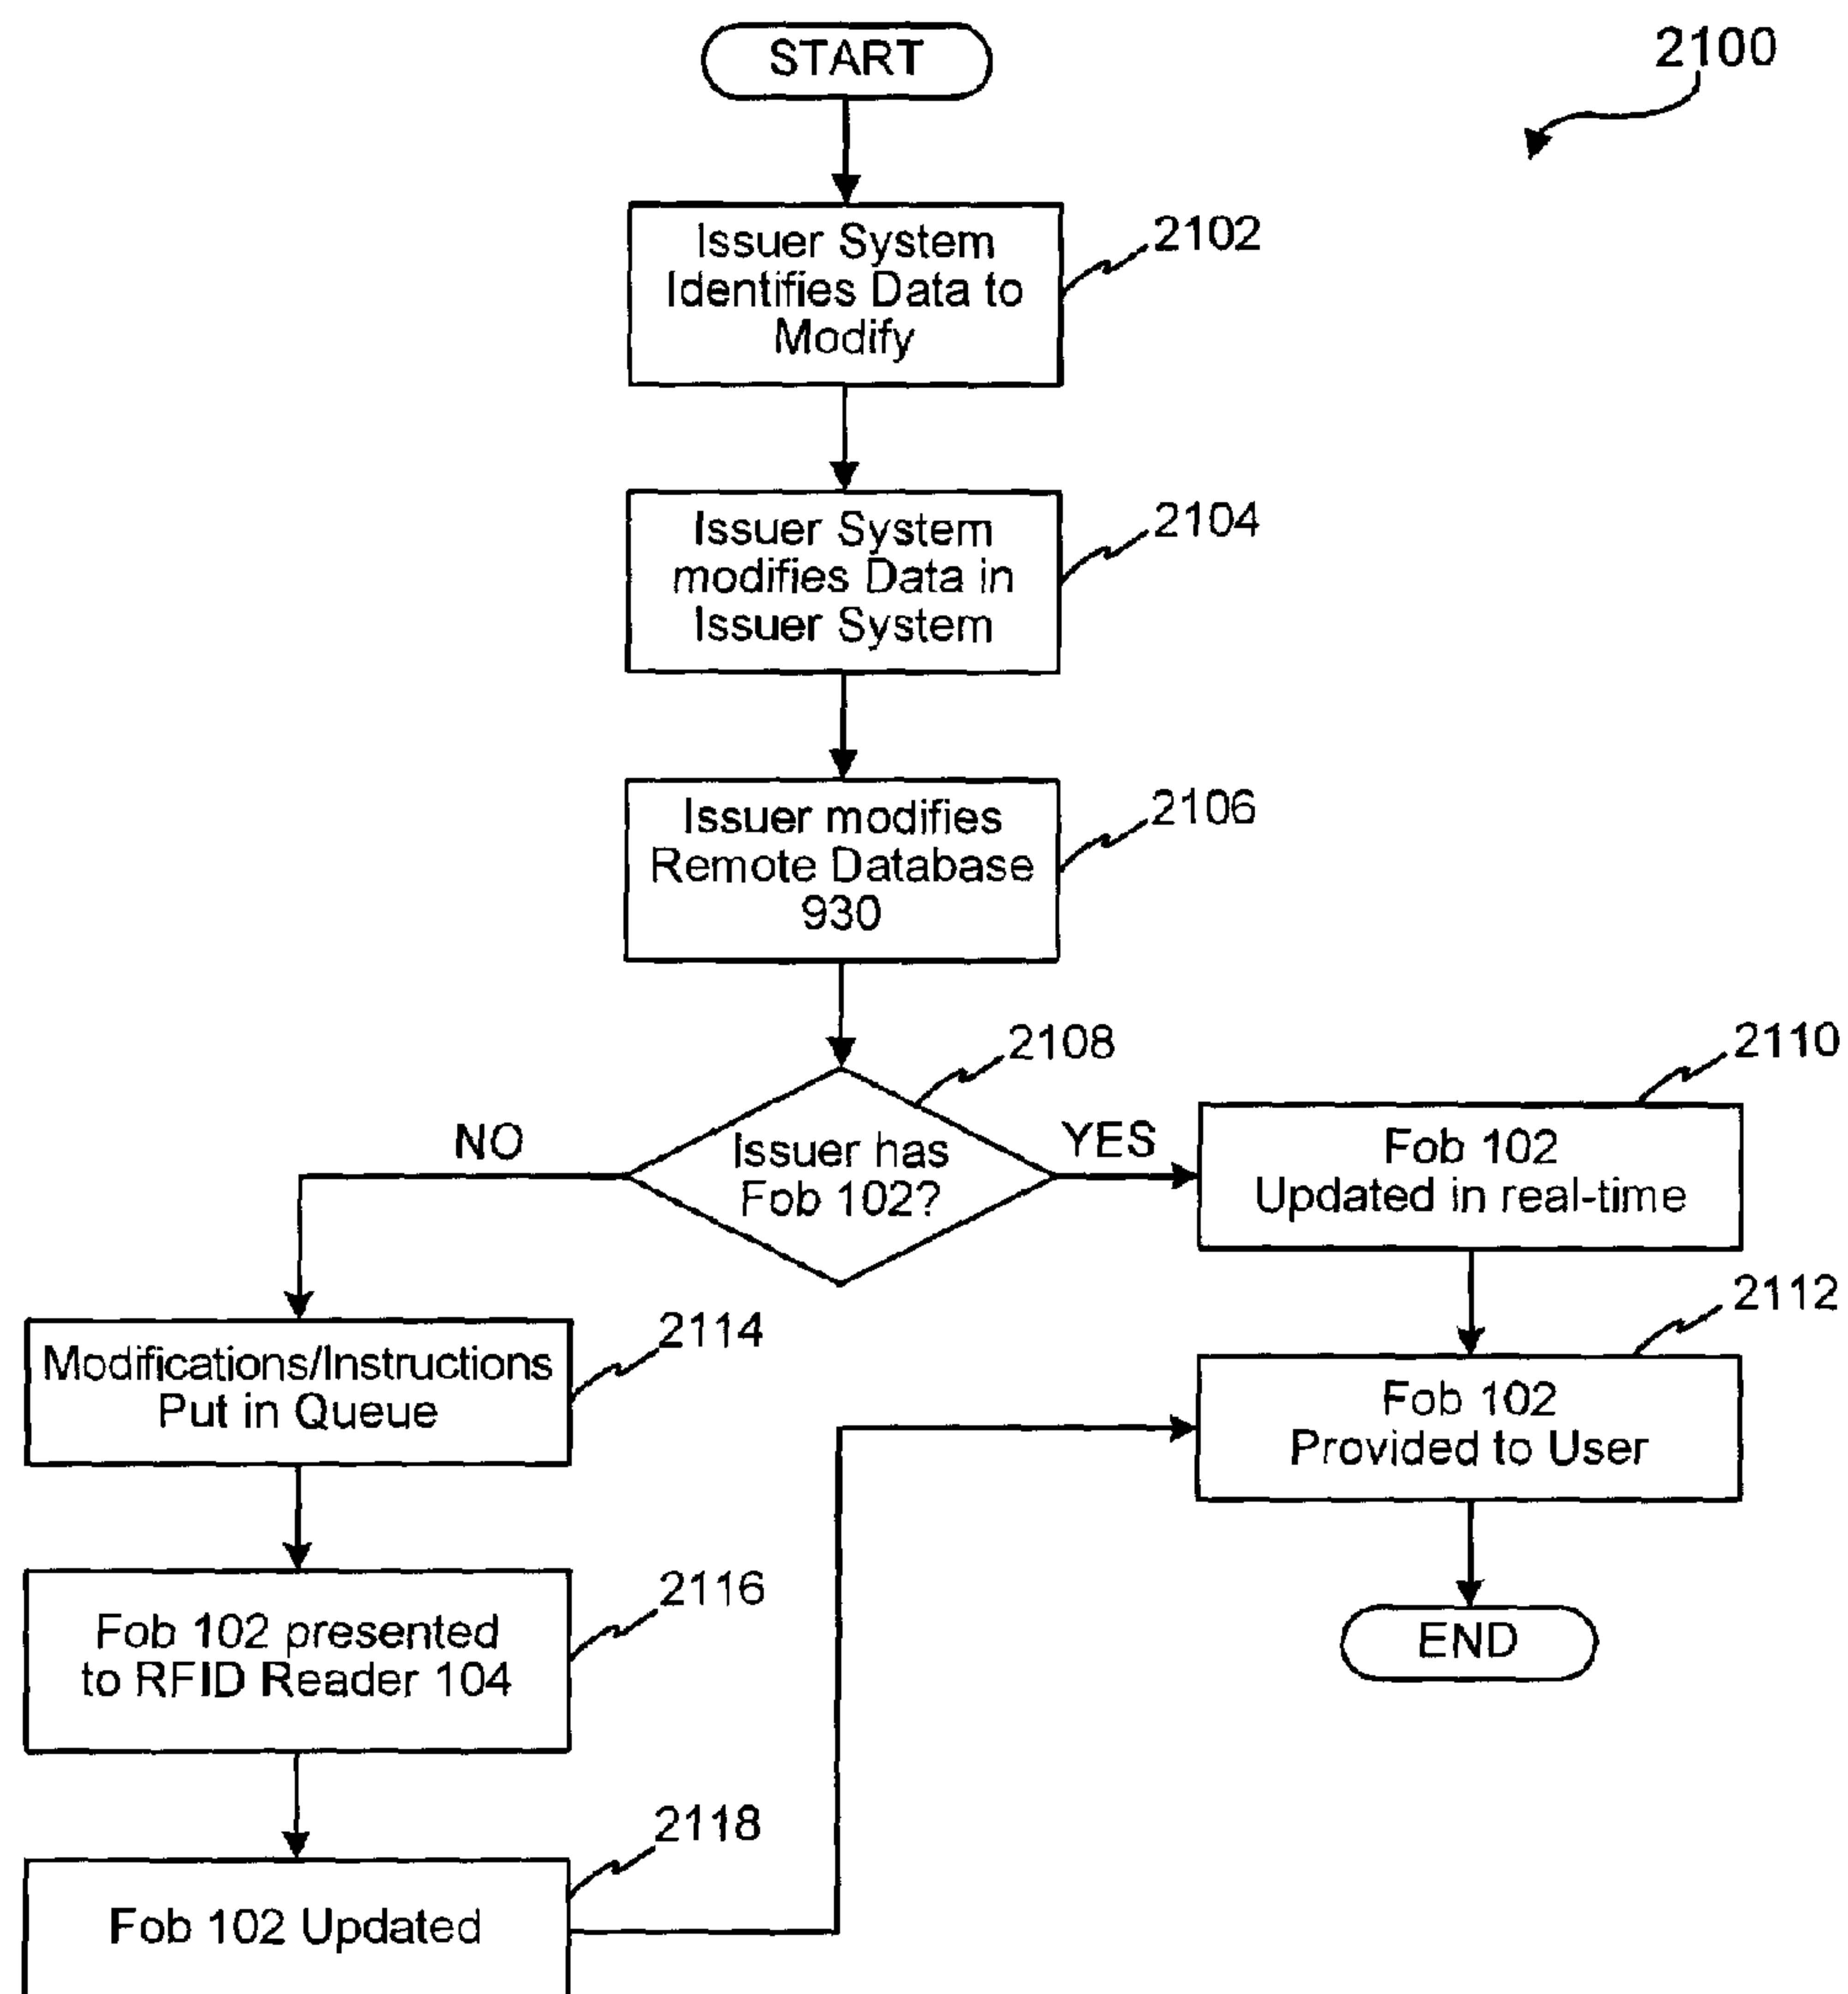 START
2100
Issuer System
Identifies Data to
Modify
2102
Issuer System
modifies Data in
Issuer System
2104
Issuer modifies
Remote Database
930
2106
2108
Issuer has
Fob 102?
NO
YES
2110
Fob 102
Updated in real-time
2112
Fob 102
Provided to User
END
2114
Modifications/Instructions
Put in Queue
2116
Fob 102 presented
to RFID Reader 104
2118
Fob 102 Updated